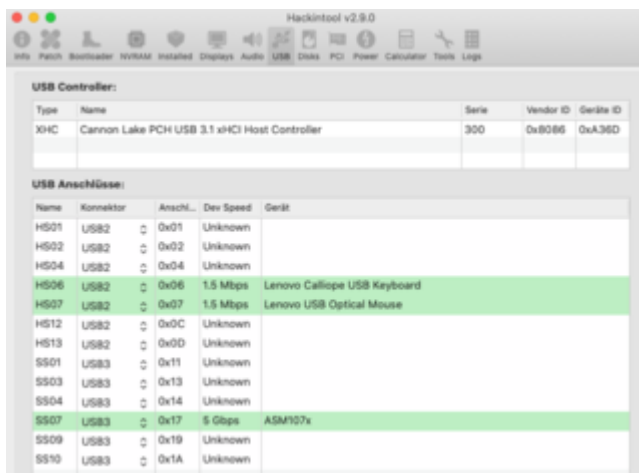 Hackintool v2.9.0
Info Patch Bootloader NVRAM Installed Displays Audio USB Disks PCI Power Calculator Tools Logs
USB Controller:
Type Name Serie Vendor ID Geräte ID
XHC Cannon Lake PCH USB 3.1 xHCI Host Controller 300 0x8086 0xA36D
USB Anschlüsse:
Name Konnektor Anschl... Dev Speed Gerät
HS01 USB2 0x01 Unknown
HS02 USB2 0x02 Unknown
HS04 USB2 0x04 Unknown
HS06 USB2 0x06 1.5 Mbps Lenovo Calliope USB Keyboard
HS07 USB2 0x07 1.5 Mbps Lenovo USB Optical Mouse
HS12 USB2 0x0C Unknown
HS13 USB2 0x0D Unknown
SS01 USB3 0x11 Unknown
SS03 USB3 0x13 Unknown
SS04 USB3 0x14 Unknown
SS07 USB3 0x17 5 Gbps ASM107x
SS09 USB3 0x19 Unknown
SS10 USB3 0x1A Unknown